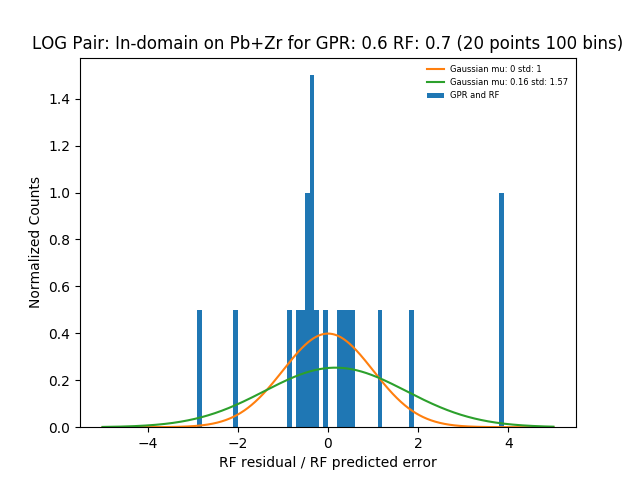 LOG Pair: In-domain on Pb+Zr for GPR: 0.6 RF: 0.7 (20 points 100 bins)
Gaussian mu: 0 std: 1
Gaussian mu: 0.16 std: 1.57
GPR and RF
Normalized Counts
1.4
1.2
1.0
0.8
0.6
0.4
0.2
0.0
−4 −2 0 2 4
RF residual / RF predicted error